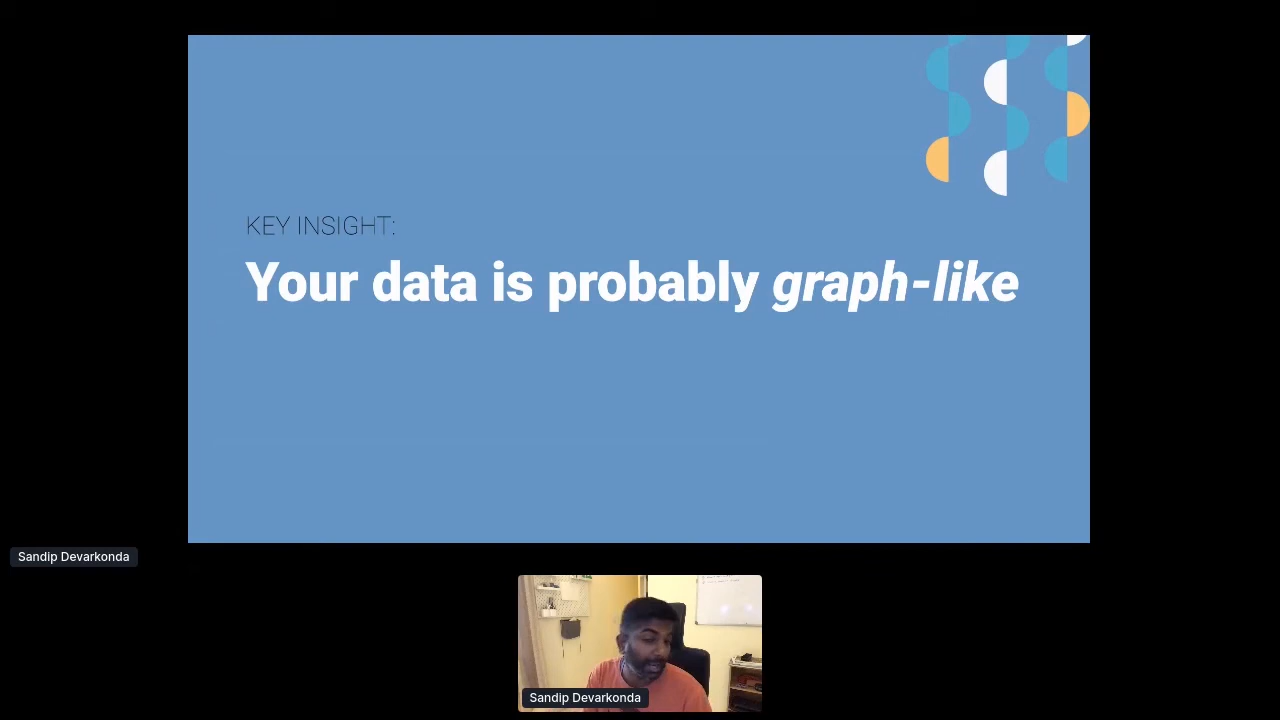 KEY INSIGHT:
Your data is probably graph-like
Sandip Devarkonda
Sandip Devarkonda